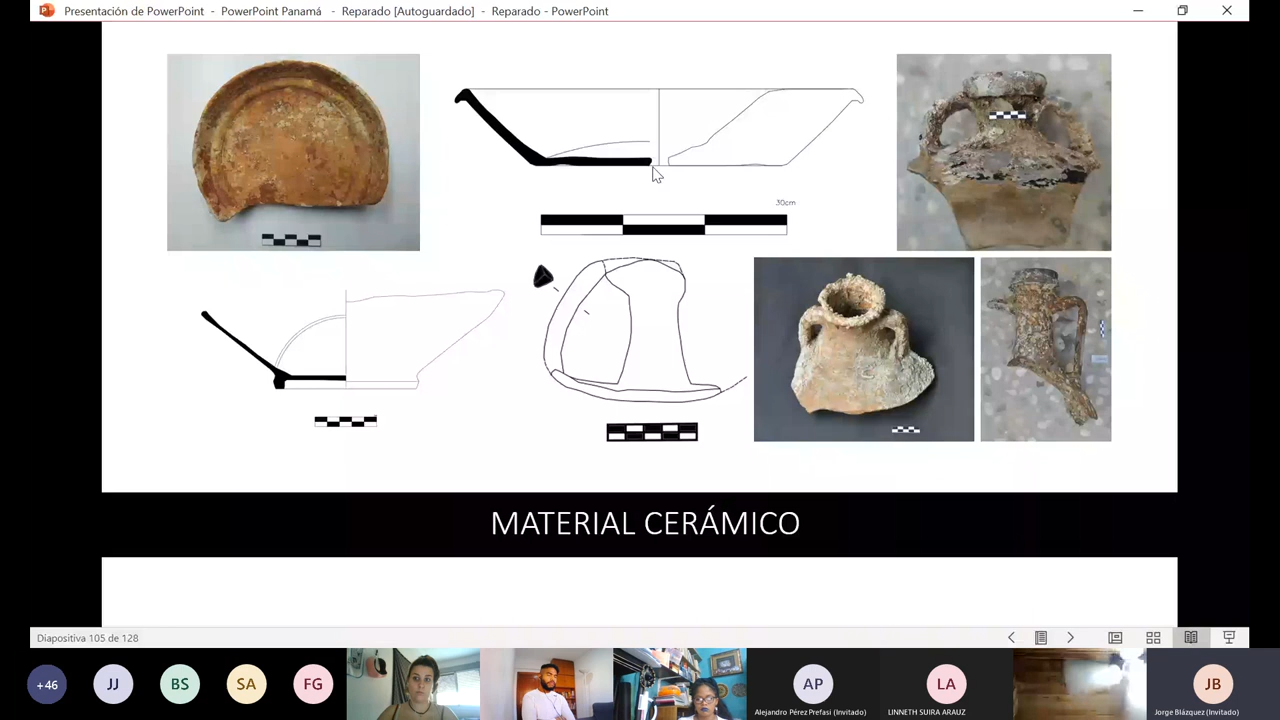 Presentación de PowerPoint - PowerPoint Panamá - Reparado [Autoguardado] - Reparado - PowerPoint
30cm
MATERIAL CERÁMICO
Diapositiva 105 de 128
+46
JJ
BS
SA
FG
AP
LA
JB
Alejandro Pérez Prefasi (Invitado)
LINNETH SUIRA ARAUZ
Jorge Blázquez (Invitado)